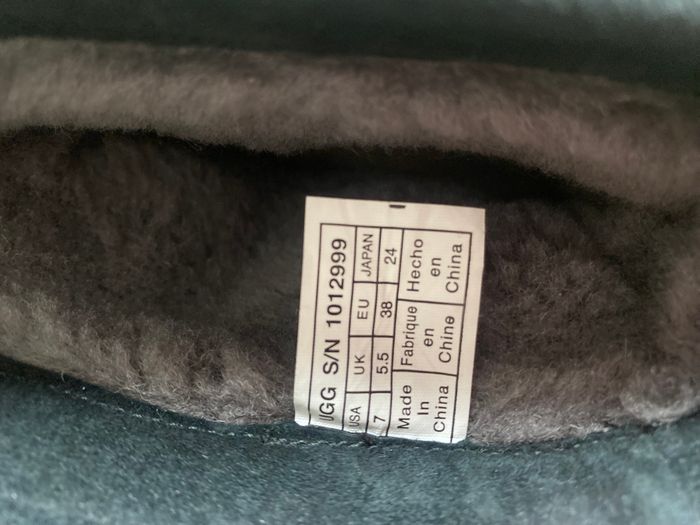 UGG S/N 1012999
USA UK EU JAPAN
7 5.5 38 24
Made In China
Fabrique en Chine
Hecho en China